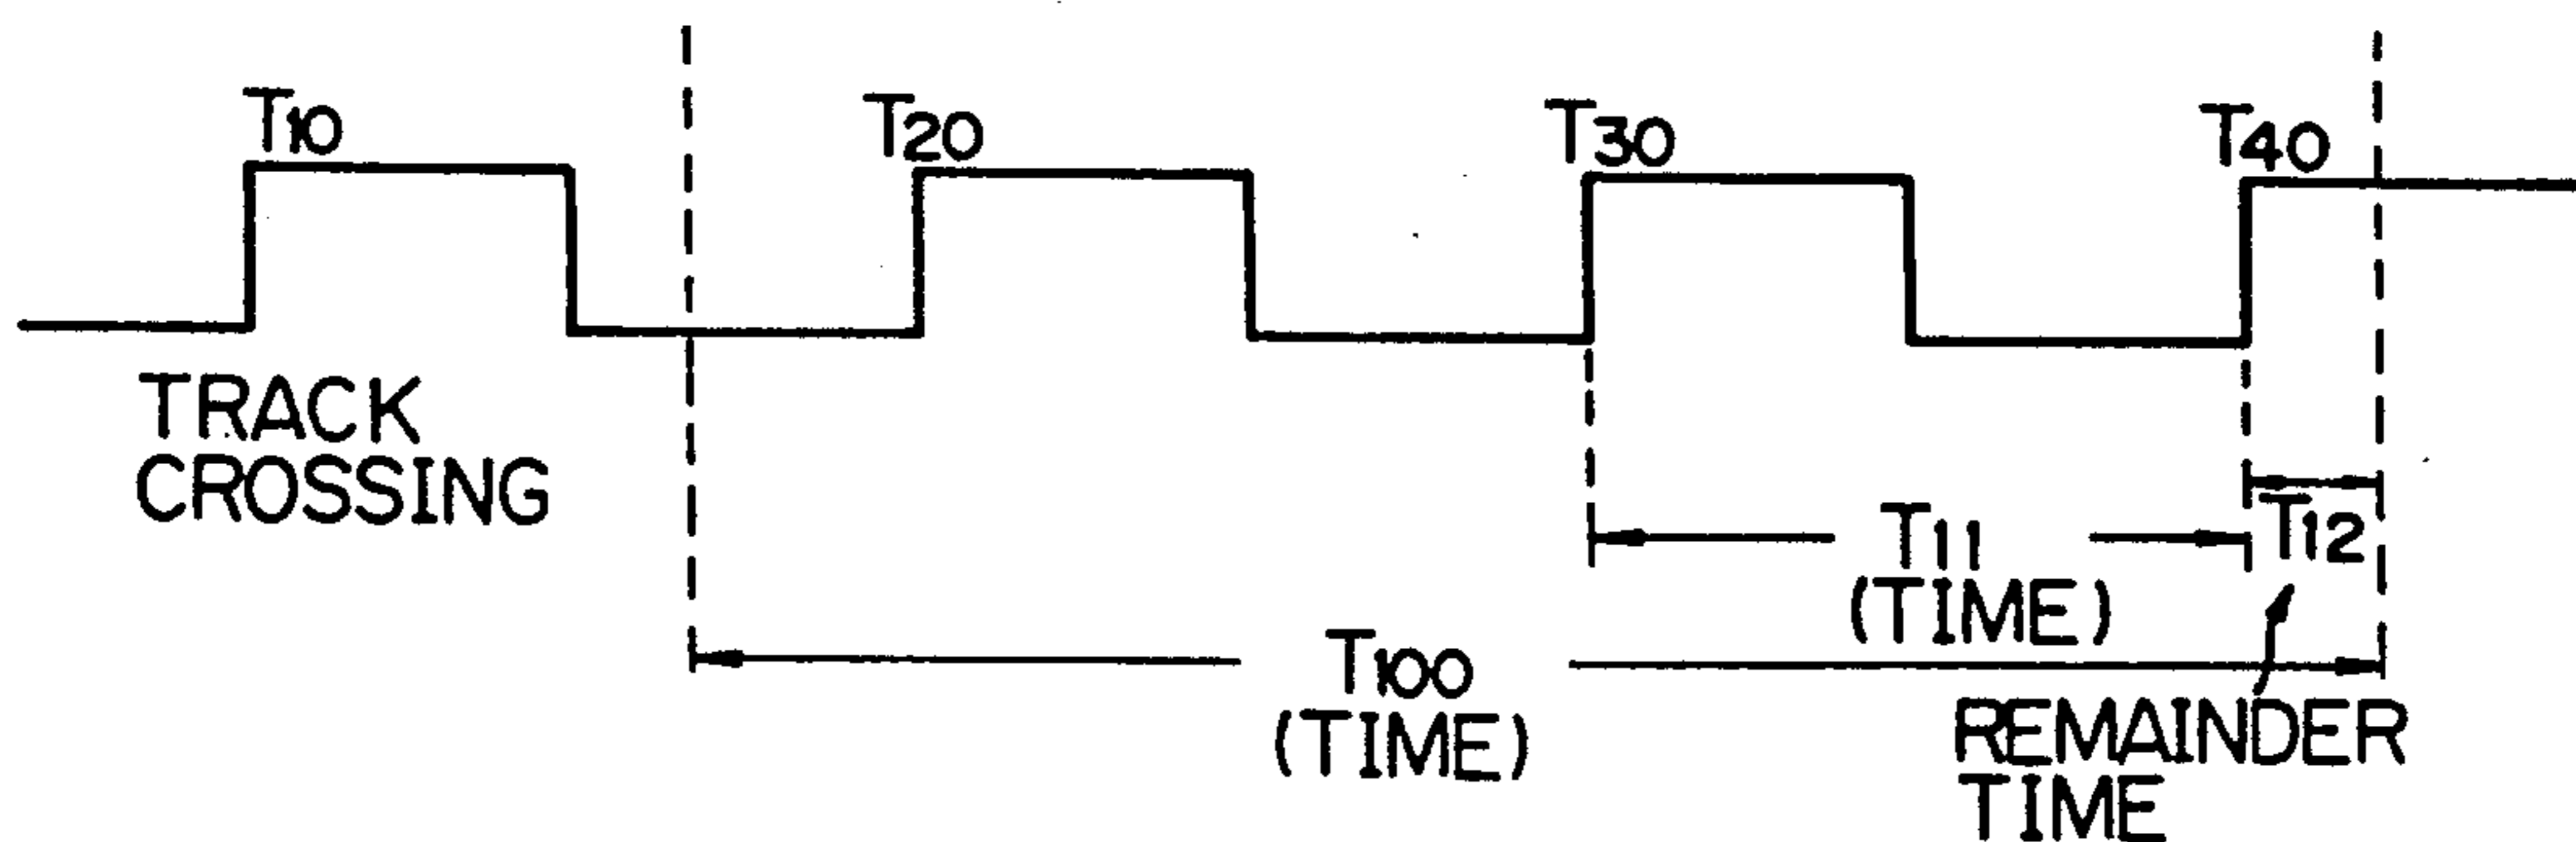 T10
T20
T30
T40
TRACK
CROSSING
T11
(TIME)
T12
T100
(TIME)
REMAINDER
TIME